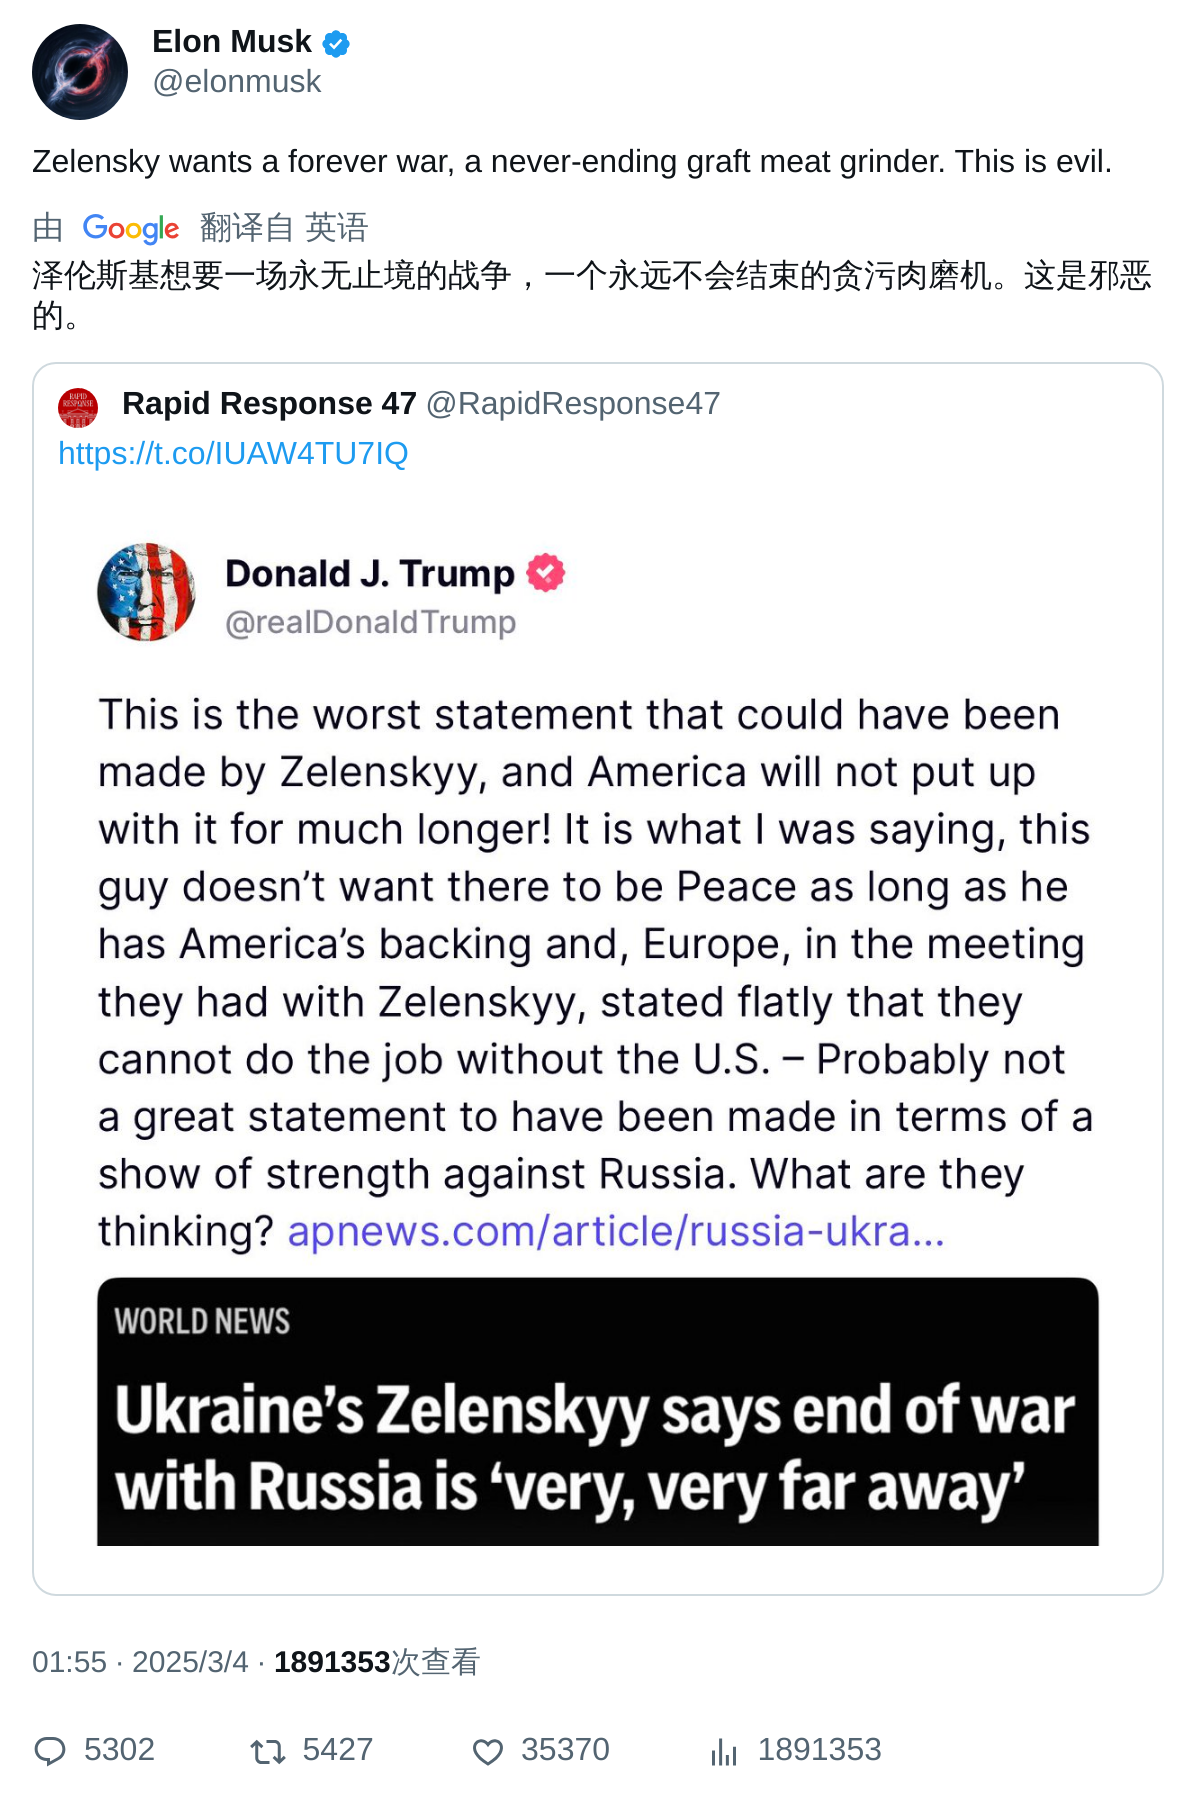 Elon Musk
@elonmusk
Zelensky wants a forever war, a never-ending graft meat grinder. This is evil.
由 Google 翻译自 英语
泽伦斯基想要一场永无止境的战争，一个永远不会结束的贪污肉磨机。这是邪恶
的。
RAPID
RESPONSE
Rapid Response 47 @RapidResponse47
https://t.co/IUAW4TU7IQ
Donald J. Trump
@realDonaldTrump
This is the worst statement that could have been
made by Zelenskyy, and America will not put up
with it for much longer! It is what I was saying, this
guy doesn’t want there to be Peace as long as he
has America’s backing and, Europe, in the meeting
they had with Zelenskyy, stated flatly that they
cannot do the job without the U.S. – Probably not
a great statement to have been made in terms of a
show of strength against Russia. What are they
thinking? apnews.com/article/russia-ukra...
WORLD NEWS
Ukraine’s Zelenskyy says end of war
with Russia is ‘very, very far away’
01:55 · 2025/3/4 · 1891353次查看
5302 5427 35370 1891353